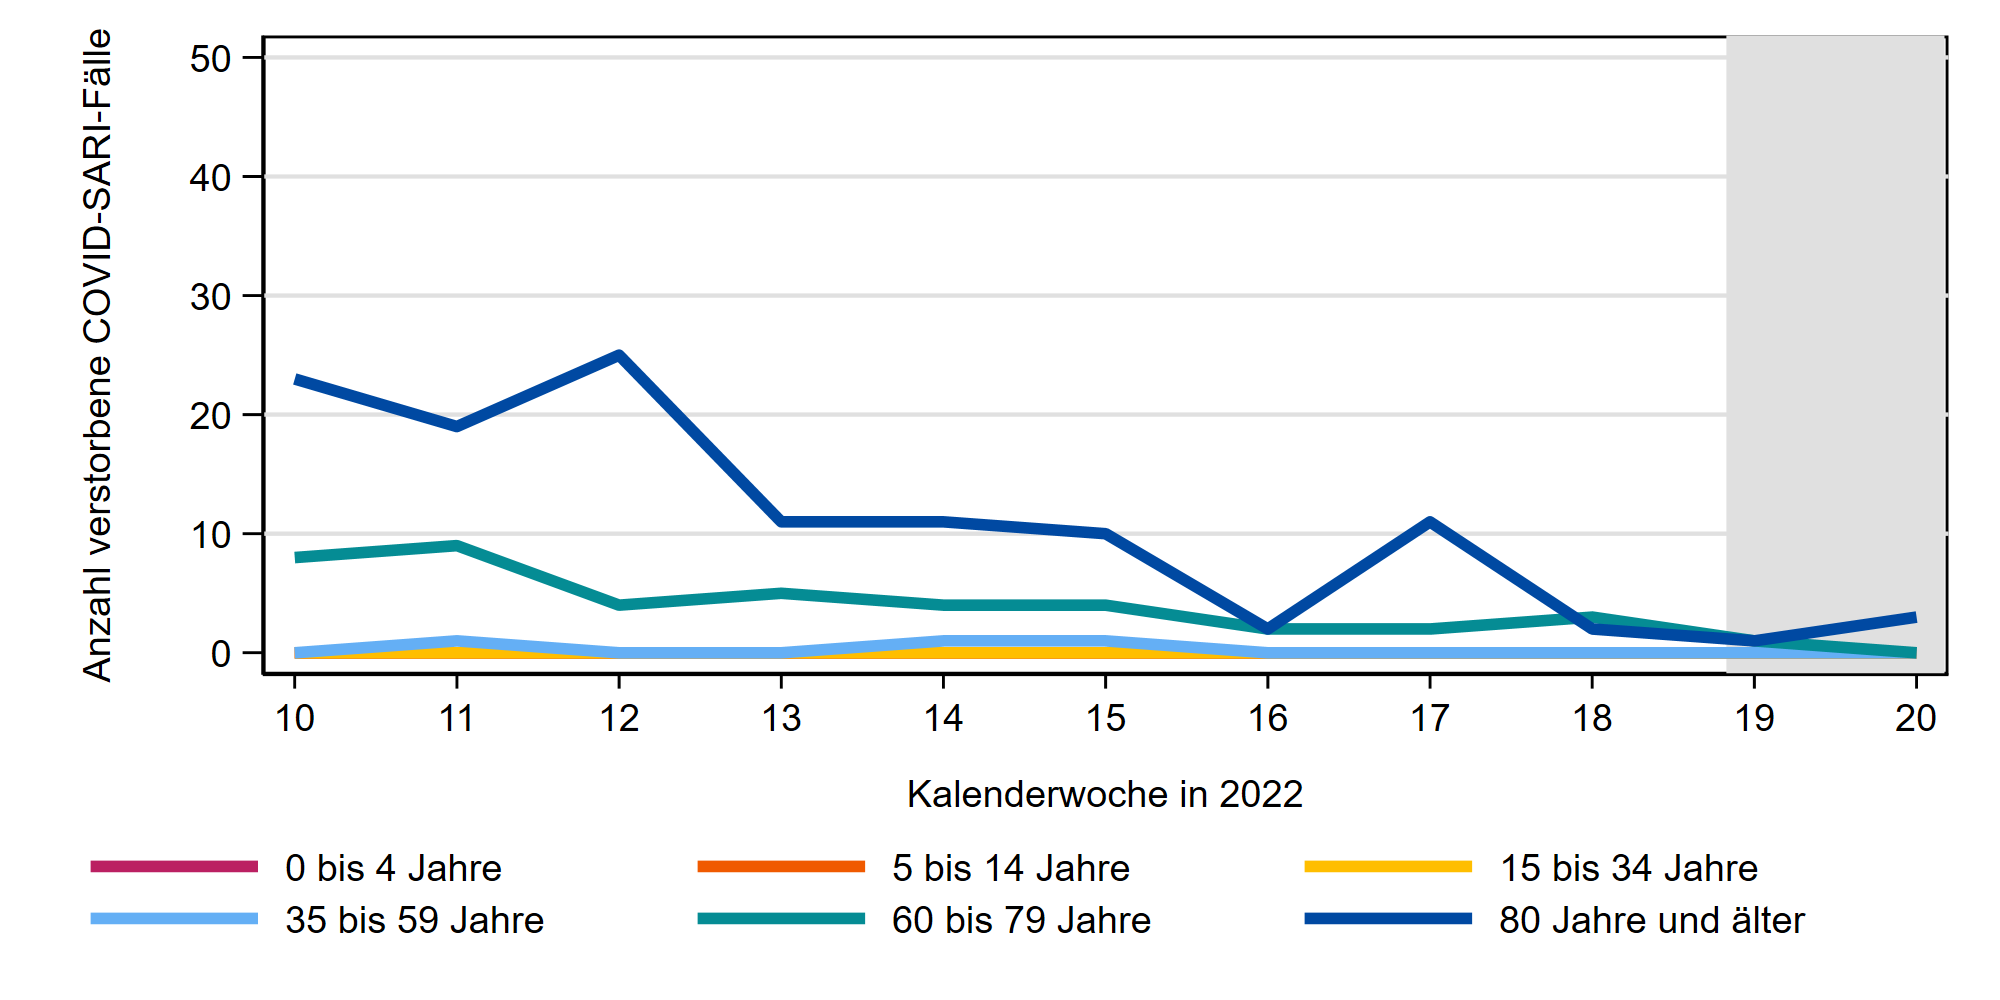 Anzahl verstorbene COVID-SARI-Fälle
50
40
30
20
10
0
10 11 12 13 14 15 16 17 18 19 20
Kalenderwoche in 2022
0 bis 4 Jahre 5 bis 14 Jahre 15 bis 34 Jahre
35 bis 59 Jahre 60 bis 79 Jahre 80 Jahre und älter